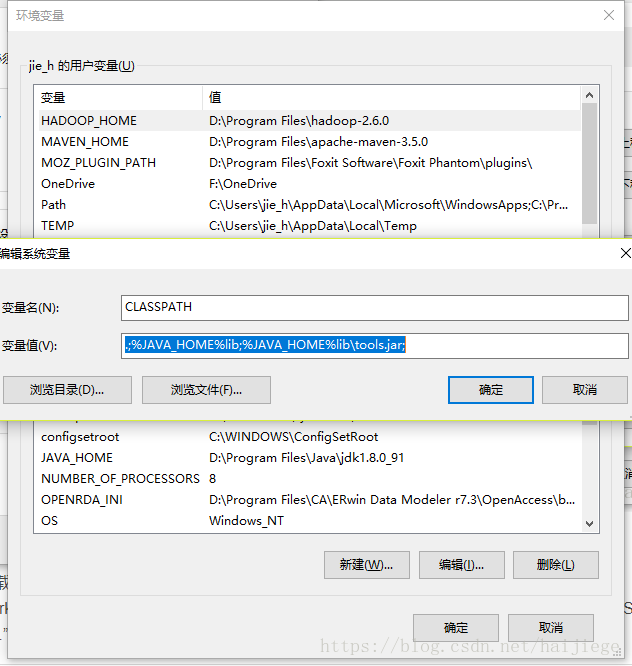 环境变量
jie_h 的用户变量(U)
变量 值
HADOOP_HOME D:\Program Files\hadoop-2.6.0
MAVEN_HOME D:\Program Files\apache-maven-3.5.0
MOZ_PLUGIN_PATH D:\Program Files\Foxit Software\Foxit Phantom\plugins\
OneDrive F:\OneDrive
Path C:\Users\jie_h\AppData\Local\Microsoft\WindowsApps;C:\Pr...
TEMP C:\Users\jie_h\AppData\Local\Temp
编辑系统变量
变量名(N): CLASSPATH
变量值(V): .;%JAVA_HOME%lib;%JAVA_HOME%lib\tools.jar;
浏览目录(D)... 浏览文件(F)... 确定 取消
configsetroot C:\WINDOWS\ConfigSetRoot
JAVA_HOME D:\Program Files\Java\jdk1.8.0_91
NUMBER_OF_PROCESSORS 8
OPENRDA_INI D:\Program Files\CA\ERwin Data Modeler r7.3\OpenAccess\b...
OS Windows_NT
新建(W)... 编辑(I)... 删除(L)
确定 取消
https://blog.csdn.net/haijiege